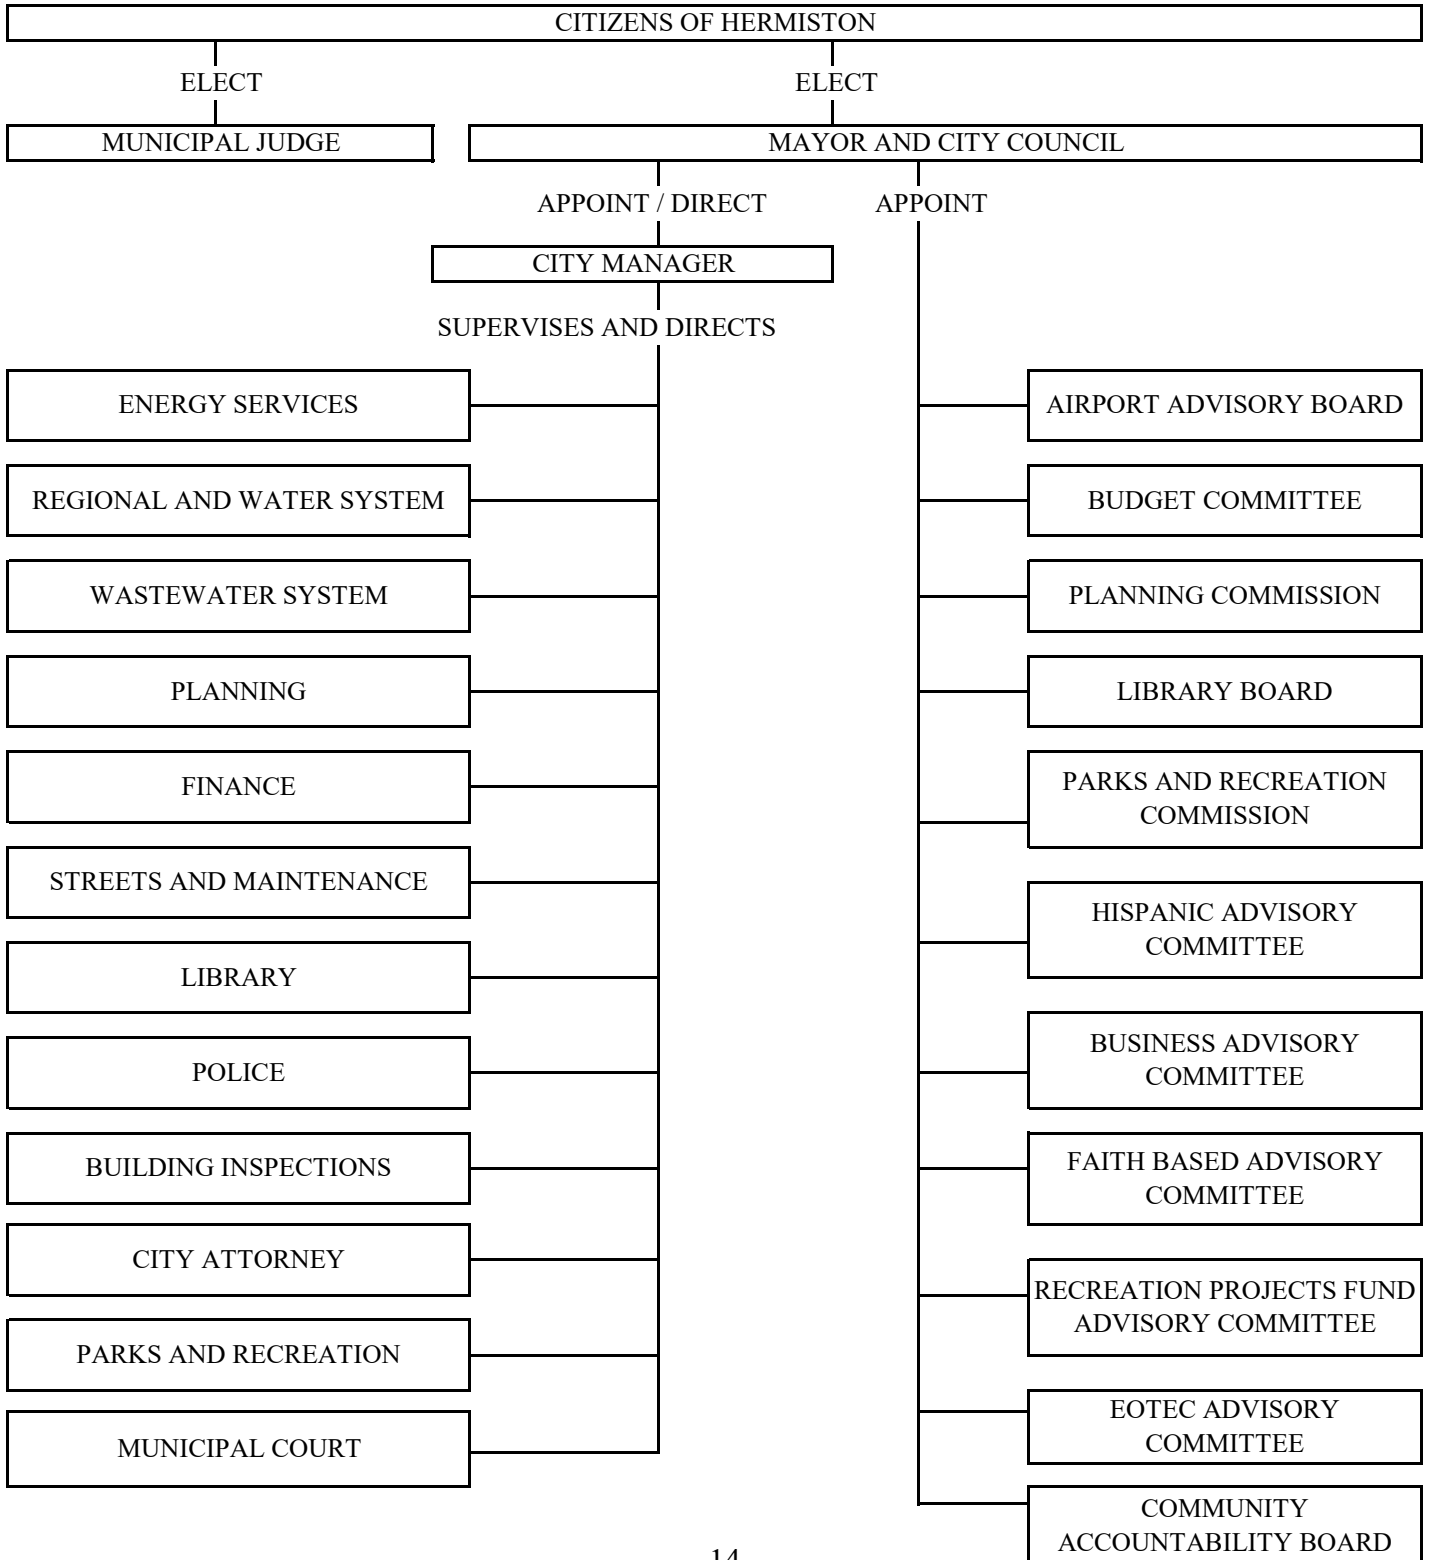 CITIZENS OF HERMISTON
ELECT
ELECT
MUNICIPAL JUDGE
MAYOR AND CITY COUNCIL
APPOINT / DIRECT
APPOINT
CITY MANAGER
SUPERVISES AND DIRECTS
ENERGY SERVICES
REGIONAL AND WATER SYSTEM
WASTEWATER SYSTEM
PLANNING
FINANCE
STREETS AND MAINTENANCE
LIBRARY
POLICE
BUILDING INSPECTIONS
CITY ATTORNEY
PARKS AND RECREATION
MUNICIPAL COURT
AIRPORT ADVISORY BOARD
BUDGET COMMITTEE
PLANNING COMMISSION
LIBRARY BOARD
PARKS AND RECREATION
COMMISSION
HISPANIC ADVISORY
COMMITTEE
BUSINESS ADVISORY
COMMITTEE
FAITH BASED ADVISORY
COMMITTEE
RECREATION PROJECTS FUND
ADVISORY COMMITTEE
EOTEC ADVISORY
COMMITTEE
COMMUNITY
ACCOUNTABILITY BOARD
14